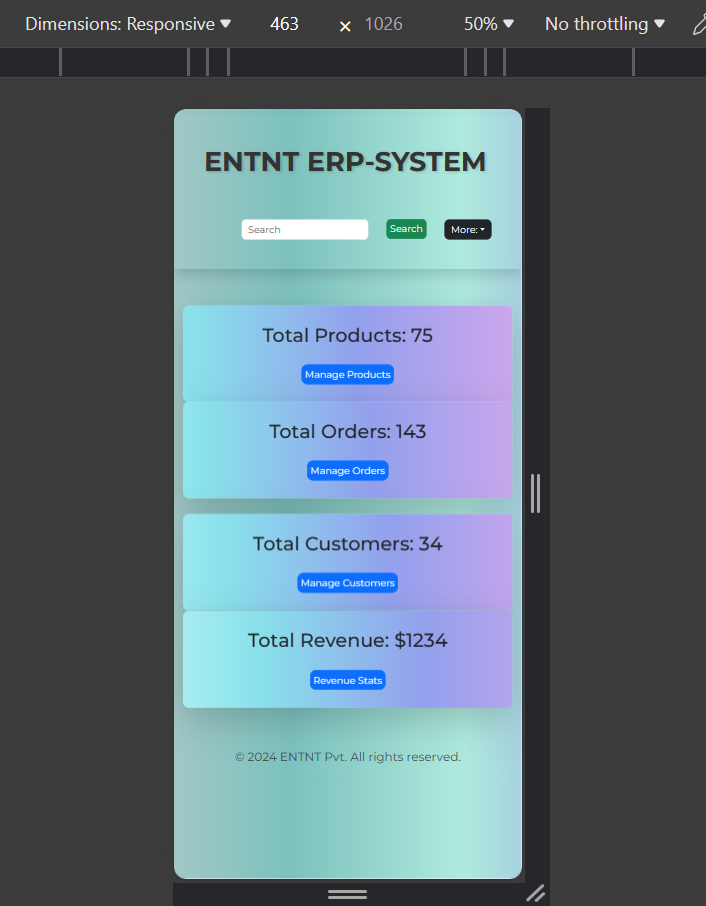 Dimensions: Responsive 463 × 1026 50% No throttling
ENTNT ERP-SYSTEM
Search Search More:
Total Products: 75
Manage Products
Total Orders: 143
Manage Orders
Total Customers: 34
Manage Customers
Total Revenue: $1234
Revenue Stats
© 2024 ENTNT Pvt. All rights reserved.